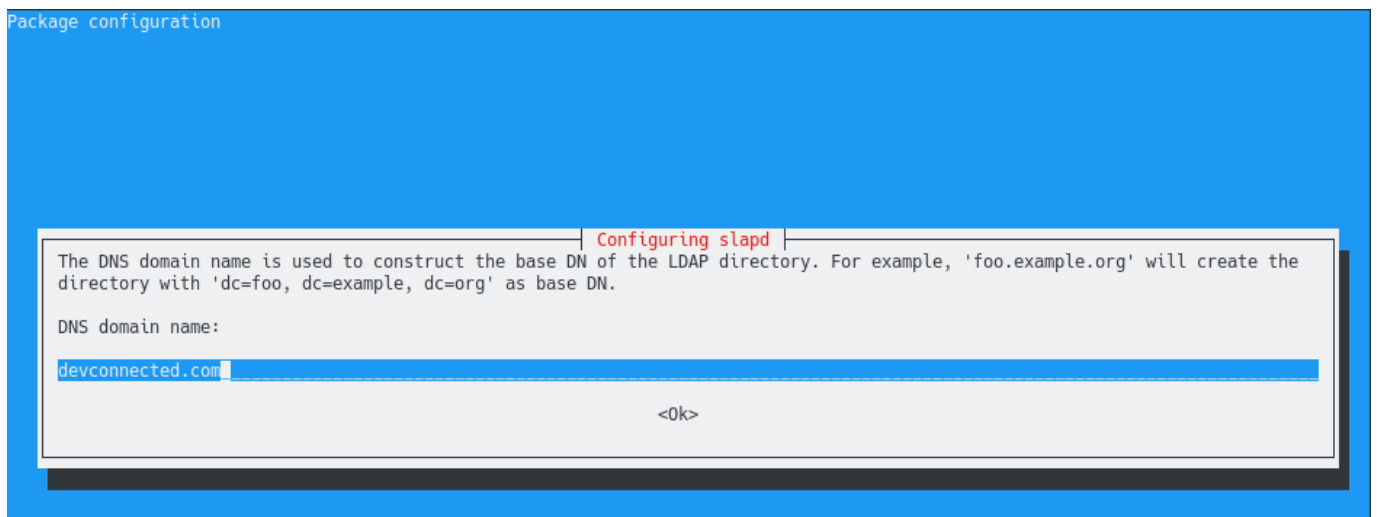 Package configuration
Configuring slapd
The DNS domain name is used to construct the base DN of the LDAP directory. For example, 'foo.example.org' will create the
directory with 'dc=foo, dc=example, dc=org' as base DN.
DNS domain name:
devconnected.com
<Ok>